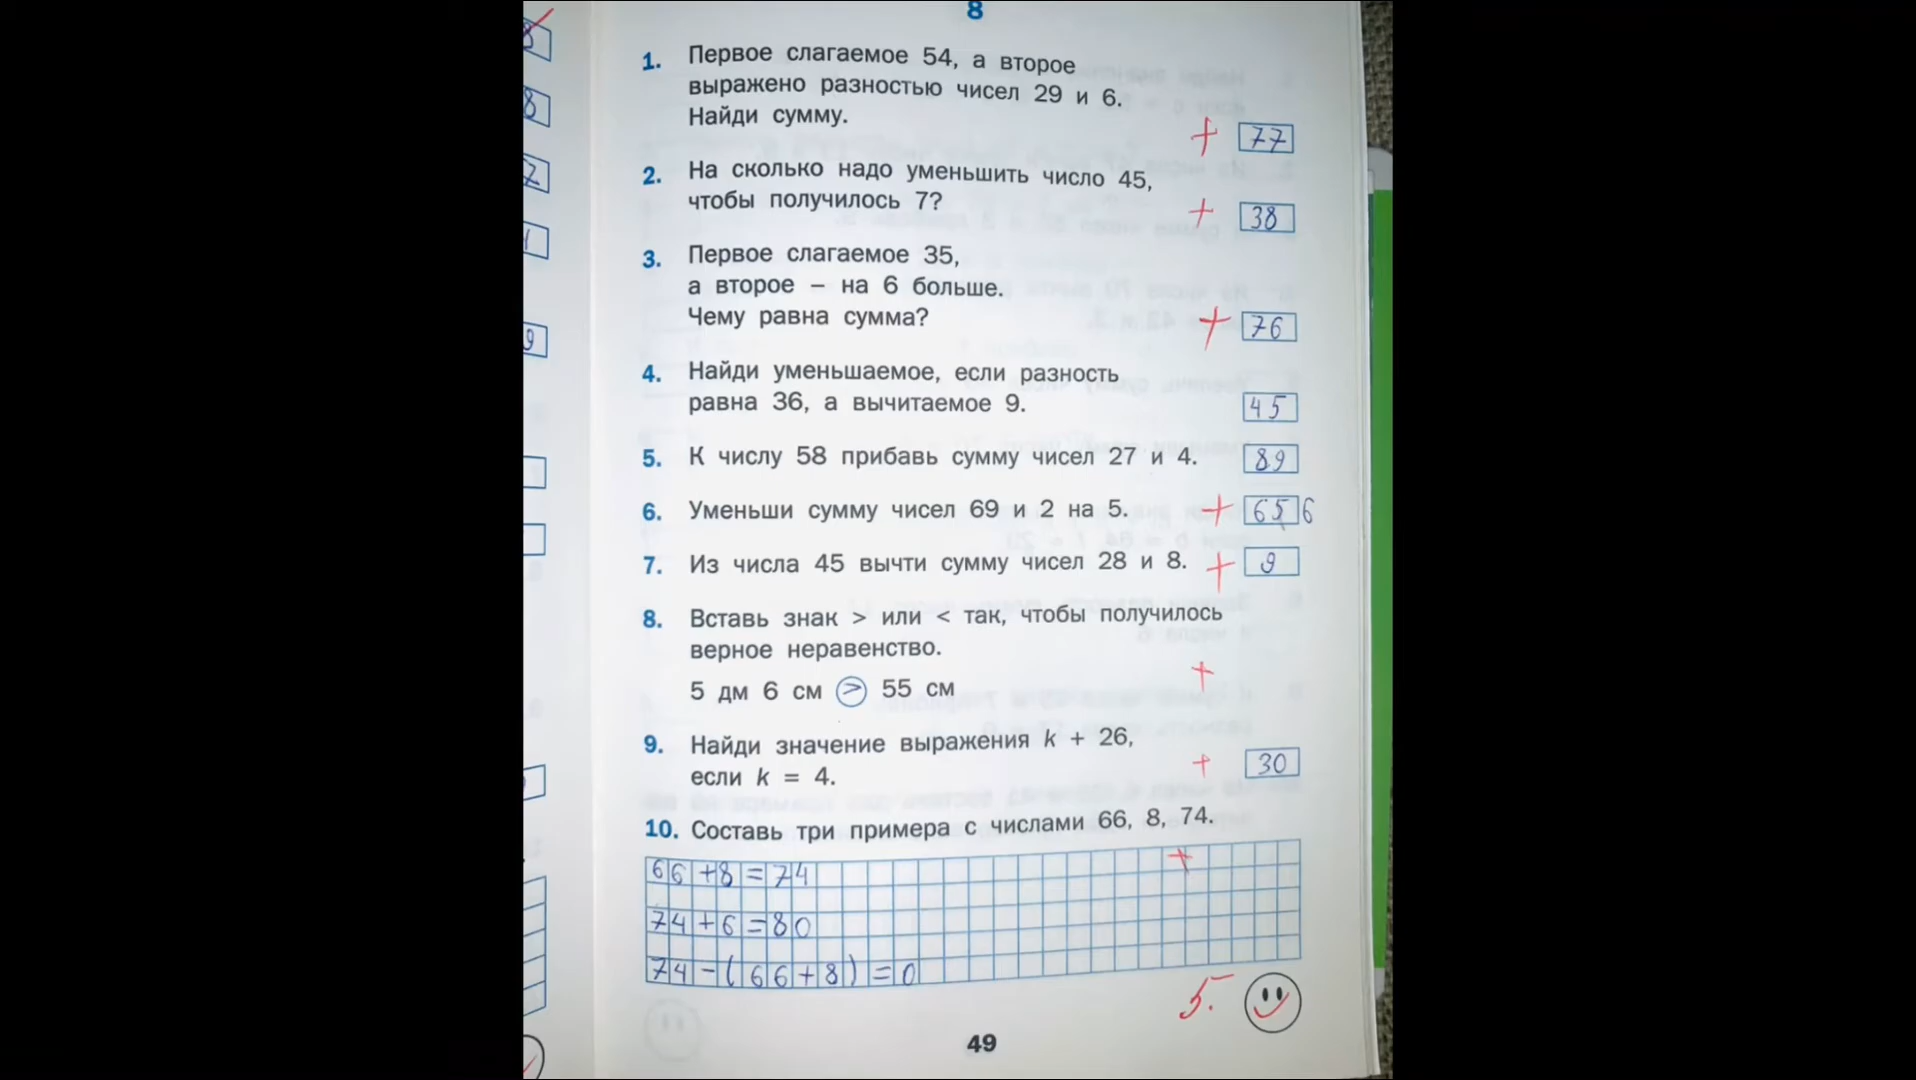 8
1. Первое слагаемое 54, а второе
выражено разностью чисел 29 и 6.
Найди сумму.
+ 77
2. На сколько надо уменьшить число 45,
чтобы получилось 7?
+ 38
3. Первое слагаемое 35,
а второе – на 6 больше.
Чему равна сумма?
+ 76
4. Найди уменьшаемое, если разность
равна 36, а вычитаемое 9.
45
5. К числу 58 прибавь сумму чисел 27 и 4.
89
6. Уменьши сумму чисел 69 и 2 на 5.
+ 65 6
7. Из числа 45 вычти сумму чисел 28 и 8.
+ 9
8. Вставь знак > или < так, чтобы получилось
верное неравенство.
5 дм 6 см > 55 см
+
9. Найди значение выражения k + 26,
если k = 4.
+ 30
10. Составь три примера с числами 66, 8, 74.
66+8=74
+
74+6=80
74-(66+8)=0
5.
49